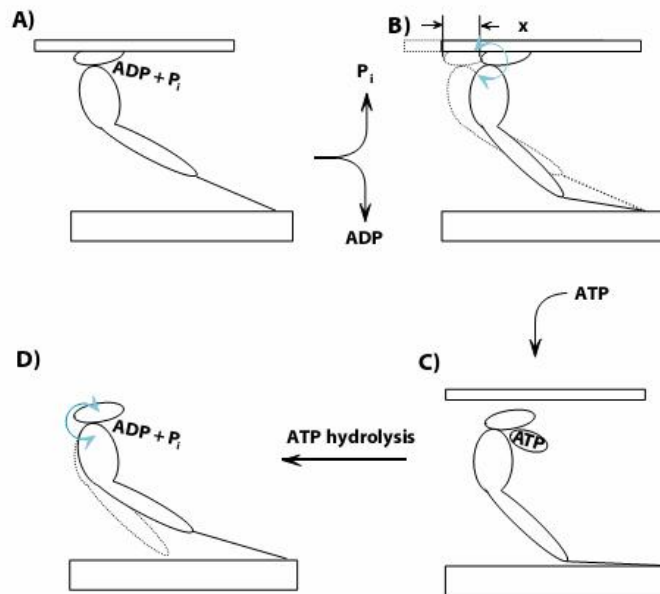 A)
ADP + Pi
Pi
ADP
B)
x
ATP
C)
ATP
ATP hydrolysis
D)
ADP + Pi